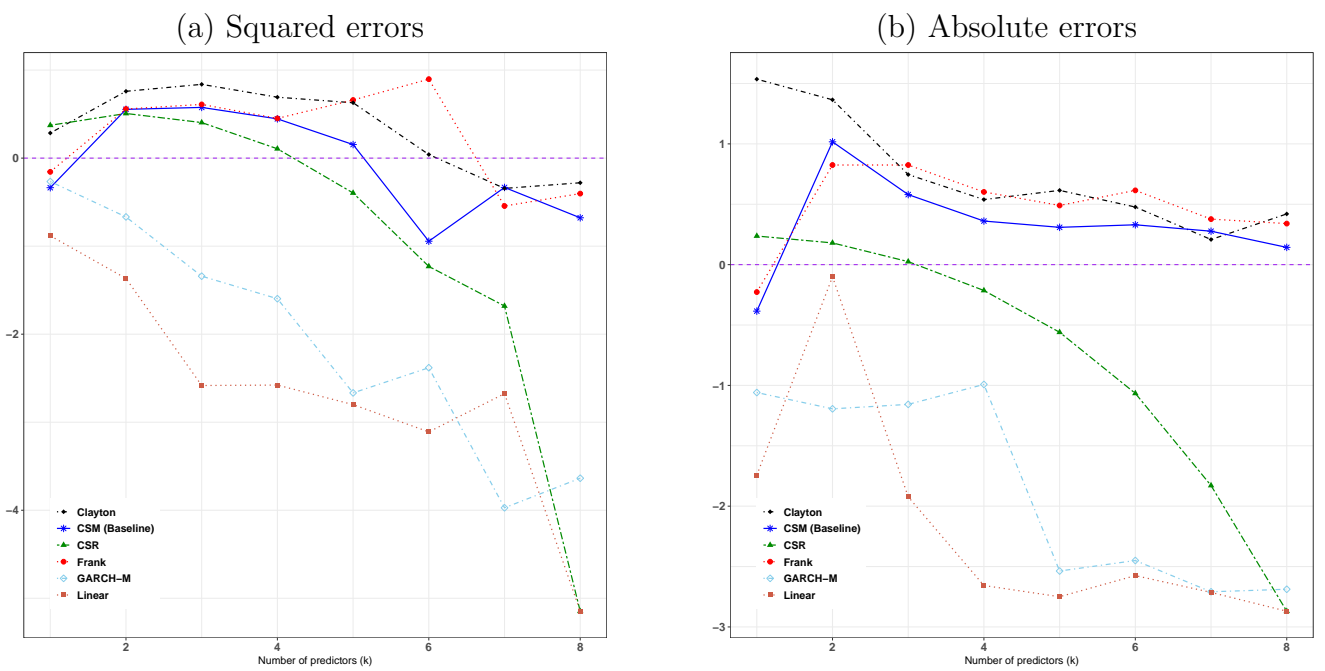 (a) Squared errors
0
−2
−4
Clayton
CSM (Baseline)
CSR
Frank
GARCH−M
Linear
2 4 6 8
Number of predictors (k)
(b) Absolute errors
1
0
−1
−2
−3
Clayton
CSM (Baseline)
CSR
Frank
GARCH−M
Linear
2 4 6 8
Number of predictors (k)